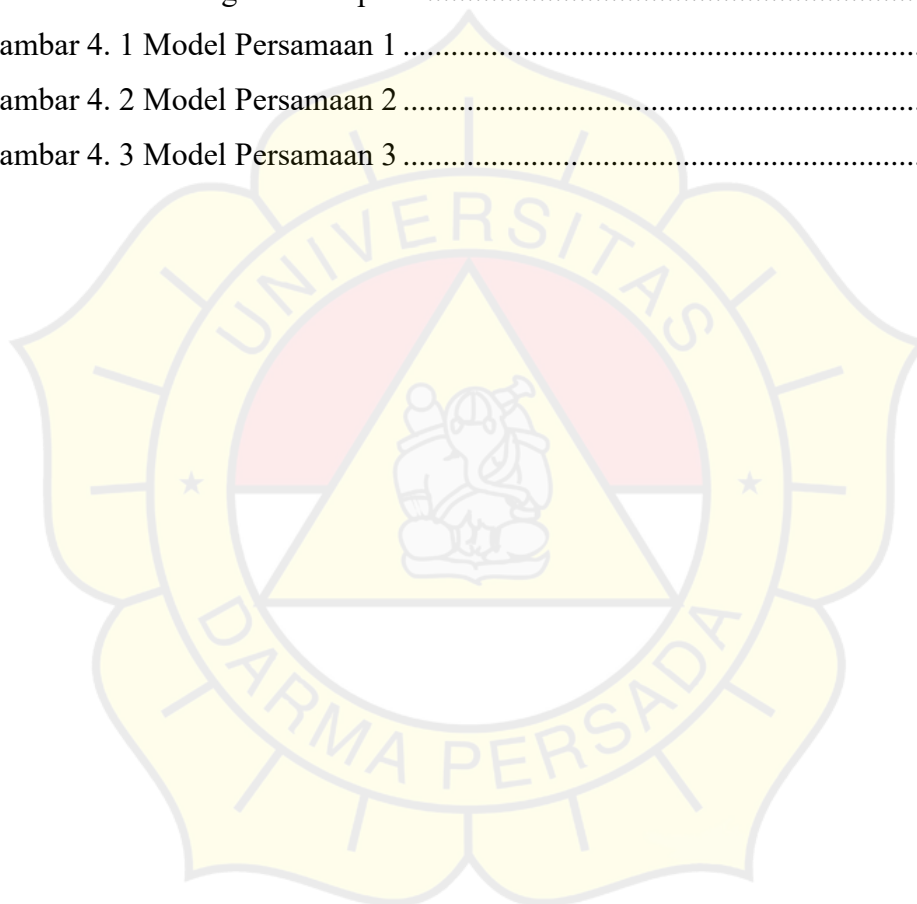 ambar 4. 1 Model Persamaan 1 ........................................................................
ambar 4. 2 Model Persamaan 2 ........................................................................
ambar 4. 3 Model Persamaan 3 ........................................................................
UNIVERSITAS
DARMA PERSADA